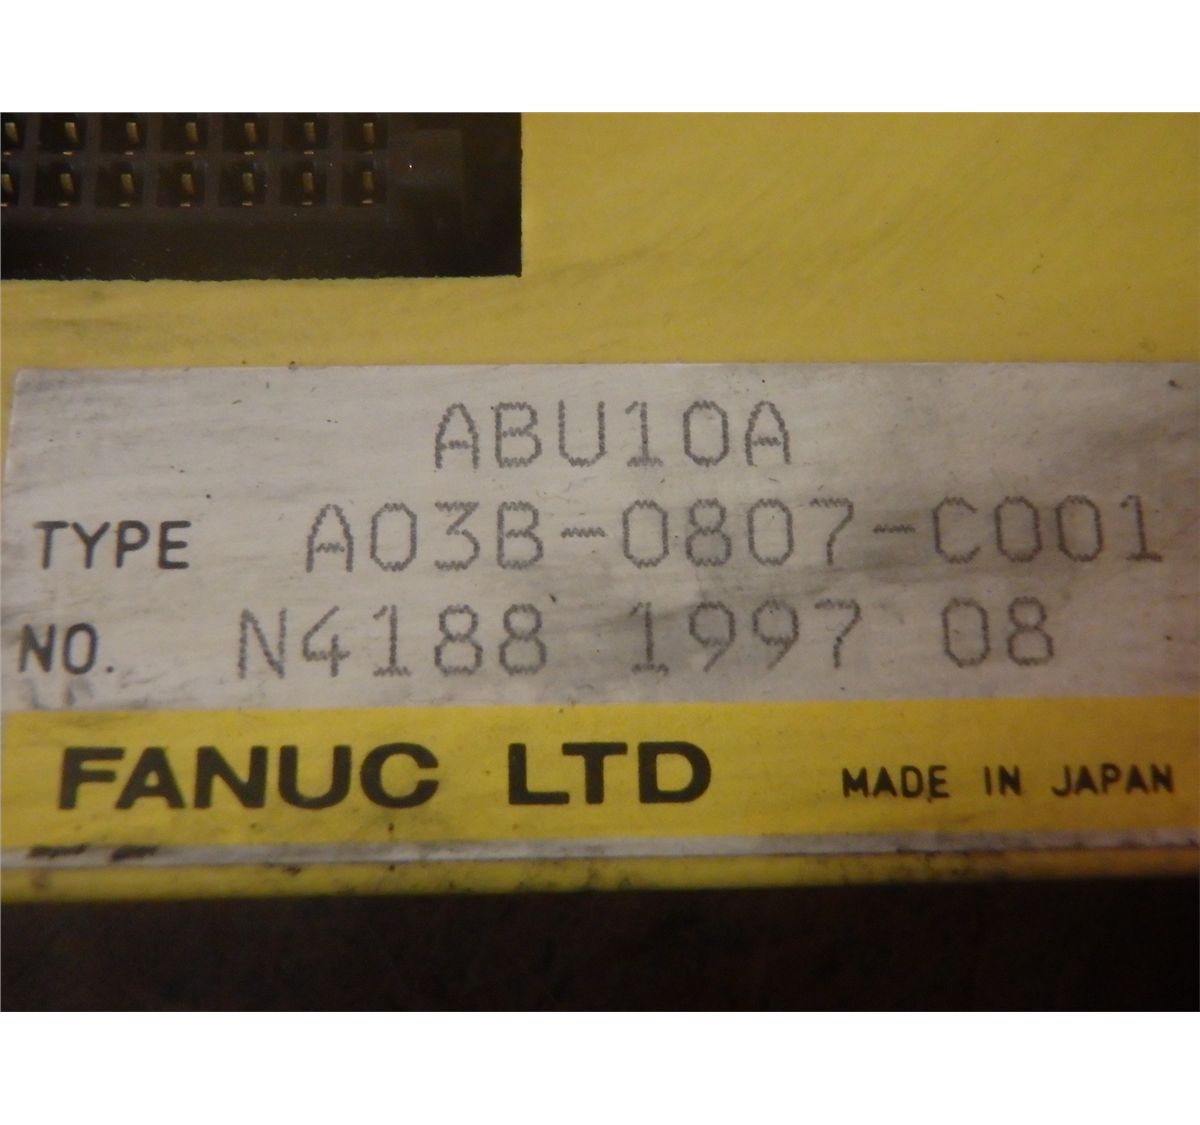 ABU10A
TYPE A03B-0807-C001
NO. N4188 1997 08
FANUC LTD MADE IN JAPAN